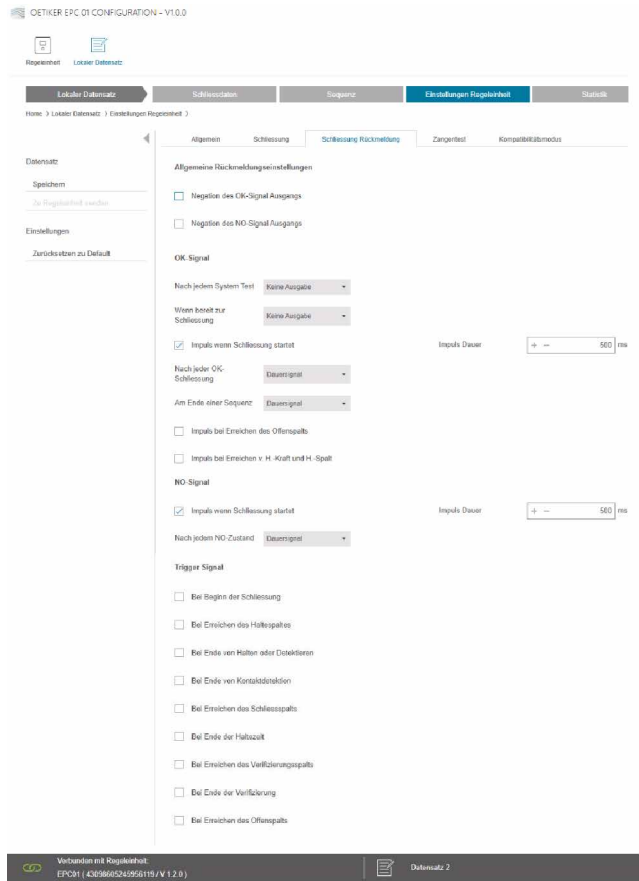 OETIKER EPC 01 CONFIGURATION – V1.0.0
Regeleinheit Lokaler Datensatz
Lokaler Datensatz Schliessdaten Sequenz Einstellungen Regeleinheit Statistik
Home > Lokaler Datensatz > Einstellungen Regeleinheit >
Allgemein Schliessung Schliessung Rückmeldung Zangentest Kompatibilitätsmodus
Datensatz
Speichern
Zu Regeleinheit senden
Einstellungen
Zurücksetzen zu Default
Allgemeine Rückmeldungseinstellungen
Negation des OK-Signal Ausgangs
Negation des NO-Signal Ausgangs
OK-Signal
Nach jedem System Test Keine Ausgabe
Wenn bereit zur
Schliessung Keine Ausgabe
Impuls wenn Schliessung startet Impuls Dauer + − 500 ms
Nach jeder OK-
Schliessung Dauersignal
Am Ende einer Sequenz Dauersignal
Impuls bei Erreichen des Offenspalts
Impuls bei Erreichen v. H.-Kraft und H.-Spalt
NO-Signal
Impuls wenn Schliessung startet Impuls Dauer + − 500 ms
Nach jedem NO-Zustand Dauersignal
Trigger Signal
Bei Beginn der Schliessung
Bei Erreichen des Haltespaltes
Bei Ende von Halten oder Detektieren
Bei Ende von Kontaktdetektion
Bei Erreichen des Schliessspalts
Bei Ende der Haltezeit
Bei Erreichen des Verifizierungsspalts
Bei Ende der Verifizierung
Bei Erreichen des Offenspalts
Verbunden mit Regeleinheit:
EPC01 ( 43098605245956119 / V 1.2.0 ) Datensatz 2